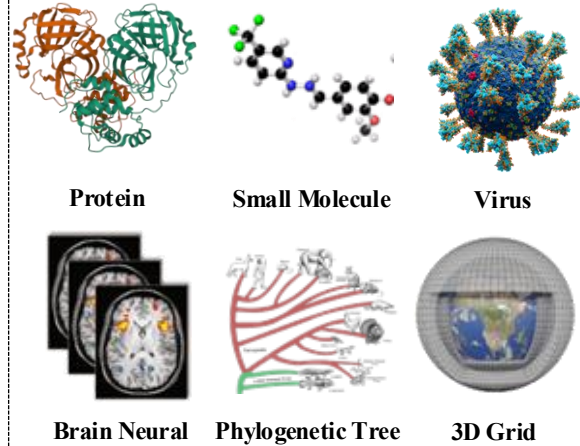 Protein
Small Molecule
Virus
Brain Neural
Phylogenetic Tree
3D Grid